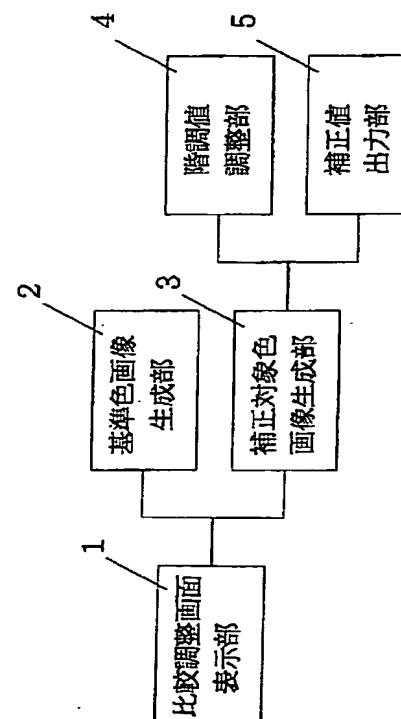 1
比較調整画面
表示部
2
基準色画像
生成部
3
補正対象色
画像生成部
4
階調値
調整部
5
補正値
出力部